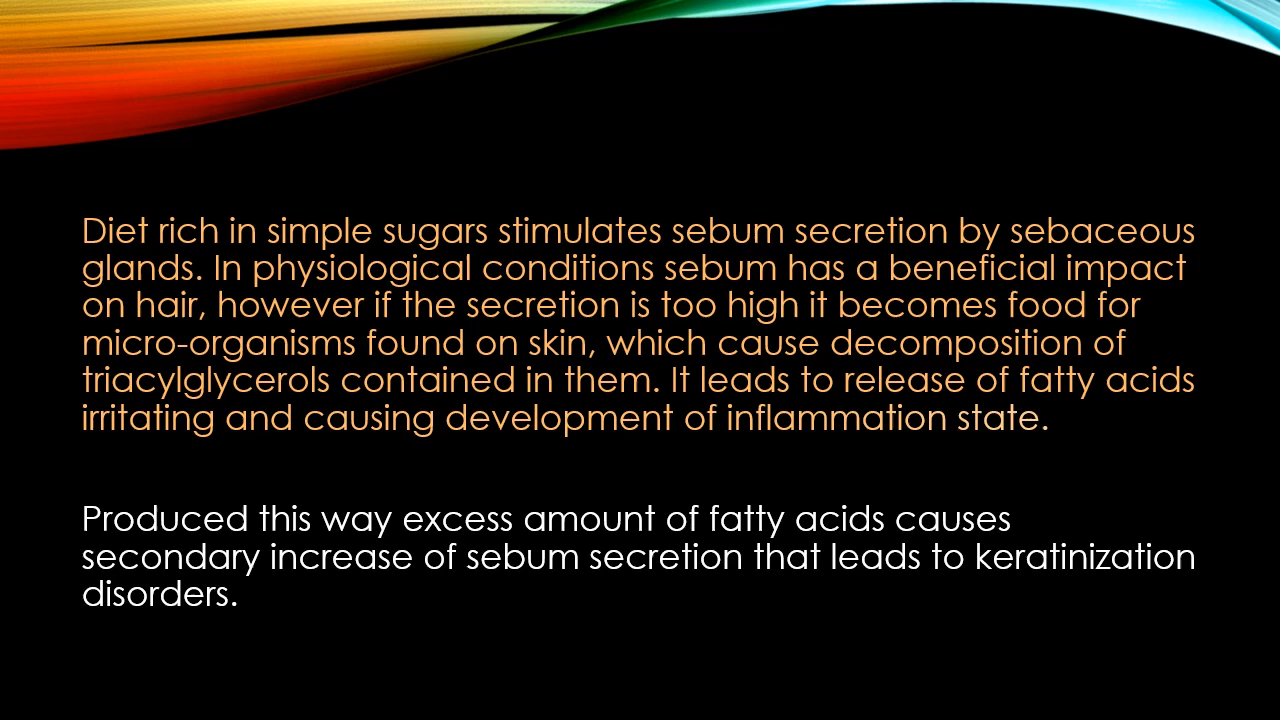 Diet rich in simple sugars stimulates sebum secretion by sebaceous
glands. In physiological conditions sebum has a beneficial impact
on hair, however if the secretion is too high it becomes food for
micro-organisms found on skin, which cause decomposition of
triacylglycerols contained in them. It leads to release of fatty acids
irritating and causing development of inflammation state.
Produced this way excess amount of fatty acids causes
secondary increase of sebum secretion that leads to keratinization
disorders.